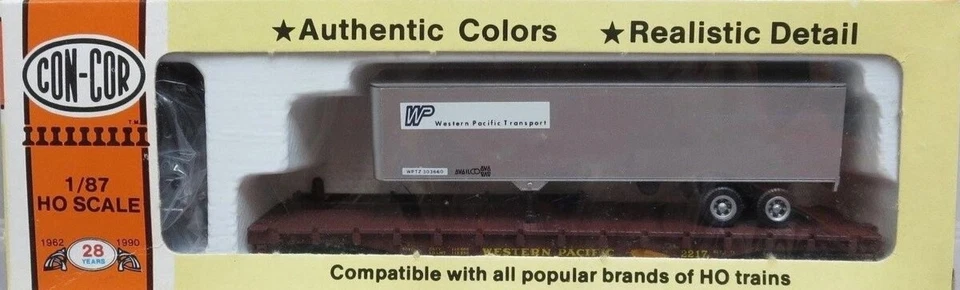 ★Authentic Colors ★Realistic Detail
CON-COR
TM
1/87
HO SCALE
1962 28 YEARS 1990
WP Western Pacific Transport
WESTERN PACIFIC 2217
Compatible with all popular brands of HO trains